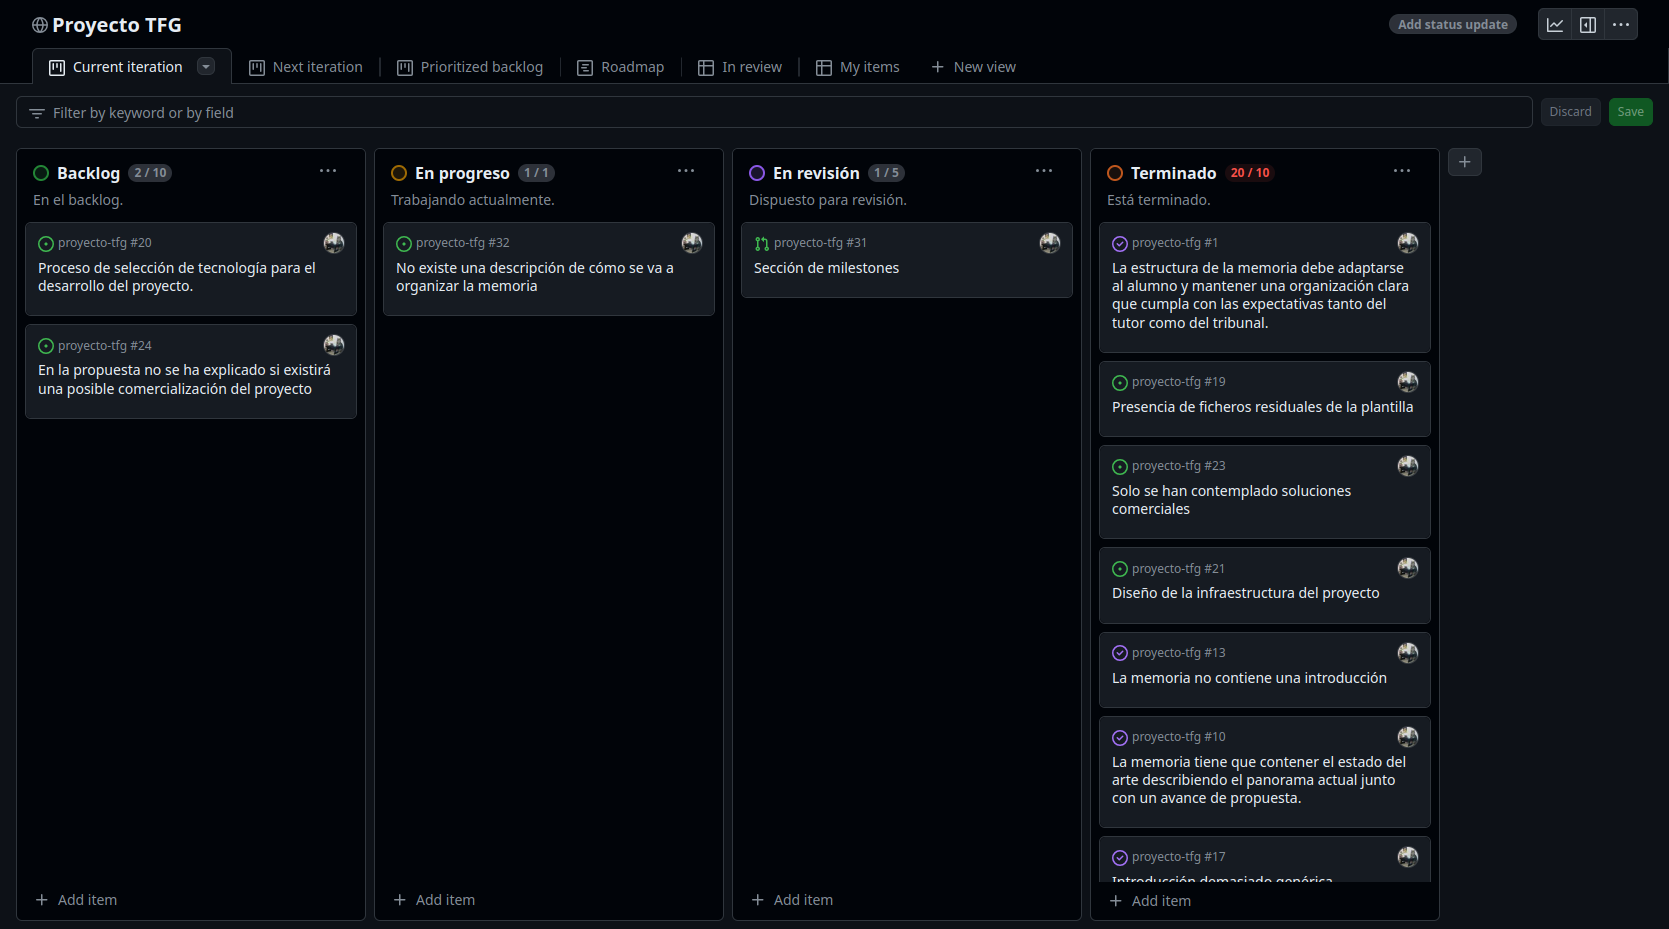 Proyecto TFG
Add status update
Current iteration
Next iteration
Prioritized backlog
Roadmap
In review
My items
New view
Filter by keyword or by field
Discard
Save
Backlog 2 / 10
En el backlog.
proyecto-tfg #20
Proceso de selección de tecnología para el
desarrollo del proyecto.
proyecto-tfg #24
En la propuesta no se ha explicado si existirá
una posible comercialización del proyecto
Add item
En progreso 1 / 1
Trabajando actualmente.
proyecto-tfg #32
No existe una descripción de cómo se va a
organizar la memoria
Add item
En revisión 1 / 5
Dispuesto para revisión.
proyecto-tfg #31
Sección de milestones
Add item
Terminado 20 / 10
Está terminado.
proyecto-tfg #1
La estructura de la memoria debe adaptarse
al alumno y mantener una organización clara
que cumpla con las expectativas tanto del
tutor como del tribunal.
proyecto-tfg #19
Presencia de ficheros residuales de la plantilla
proyecto-tfg #23
Solo se han contemplado soluciones
comerciales
proyecto-tfg #21
Diseño de la infraestructura del proyecto
proyecto-tfg #13
La memoria no contiene una introducción
proyecto-tfg #10
La memoria tiene que contener el estado del
arte describiendo el panorama actual junto
con un avance de propuesta.
proyecto-tfg #17
Introducción demasiado genérica
Add item